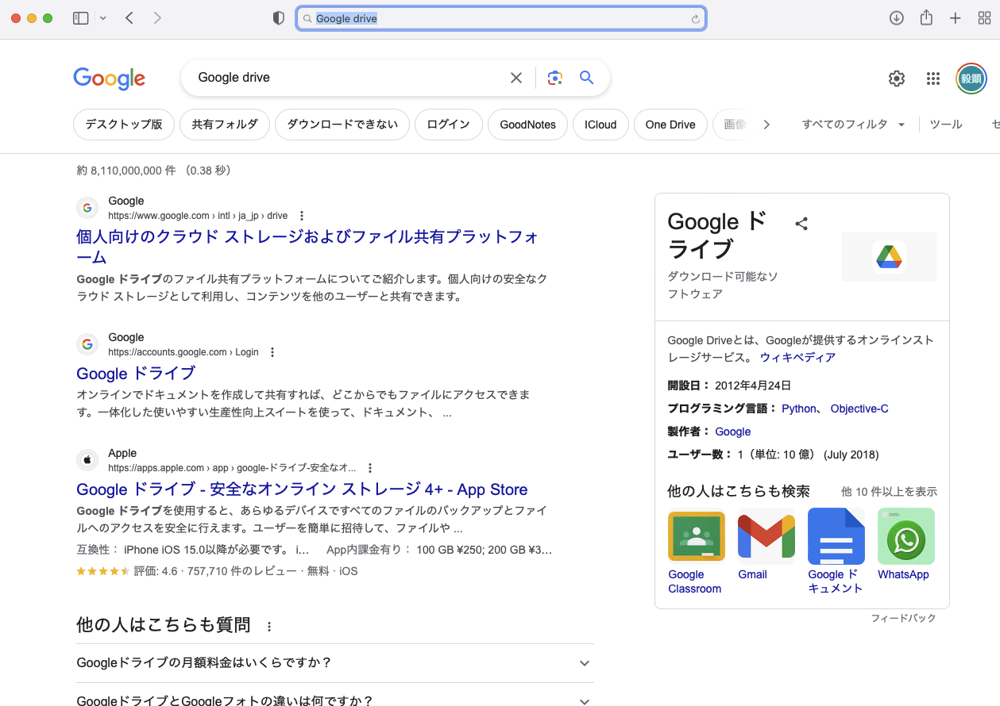 Google drive
Google
Google drive
毅顕
デスクトップ版
共有フォルダ
ダウンロードできない
ログイン
GoodNotes
ICloud
One Drive
画像
すべてのフィルタ
ツール
セ
約 8,110,000,000 件 （0.38 秒）
Google
https://www.google.com › intl › ja_jp › drive
個人向けのクラウド ストレージおよびファイル共有プラットフォ
ーム
Google ドライブのファイル共有プラットフォームについてご紹介します。個人向けの安全なク
ラウド ストレージとして利用し、コンテンツを他のユーザーと共有できます。
Google
https://accounts.google.com › Login
Google ドライブ
オンラインでドキュメントを作成して共有すれば、どこからでもファイルにアクセスできま
す。一体化した使いやすい生産性向上スイートを使って、ドキュメント、 ...
Apple
https://apps.apple.com › app › google-ドライブ-安全なオ...
Google ドライブ - 安全なオンライン ストレージ 4+ - App Store
Google ドライブを使用すると、あらゆるデバイスですべてのファイルのバックアップとファイ
ルへのアクセスを安全に行えます。ユーザーを簡単に招待して、ファイルや ...
互換性： iPhone iOS 15.0以降が必要です。 i... App内課金有り： 100 GB ¥250; 200 GB ¥3...
評価: 4.6 · 757,710 件のレビュー · 無料 · iOS
他の人はこちらも質問
Googleドライブの月額料金はいくらですか？
GoogleドライブとGoogleフォトの違いは何ですか？
Google ド
ライブ
ダウンロード可能なソ
フトウェア
Google Driveとは、Googleが提供するオンラインスト
レージサービス。 ウィキペディア
開設日： 2012年4月24日
プログラミング言語： Python、 Objective-C
製作者： Google
ユーザー数： 1（単位: 10 億） (July 2018)
他の人はこちらも検索
他 10 件以上を表示
Google
Classroom
Gmail
Google ド
キュメント
WhatsApp
フィードバック